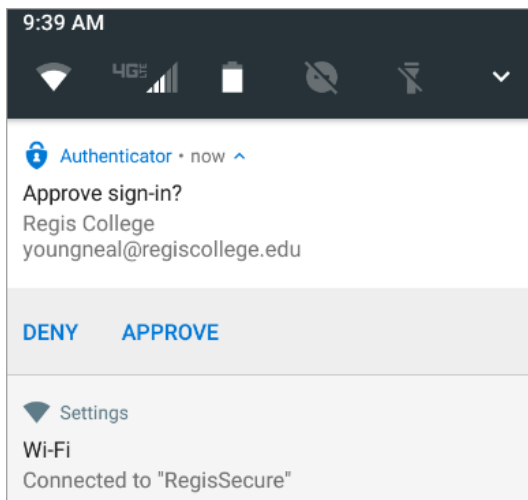 9:39 AM
4G LTE
Authenticator • now
Approve sign-in?
Regis College
youngneal@regiscollege.edu
DENY APPROVE
Settings
Wi-Fi
Connected to "RegisSecure"